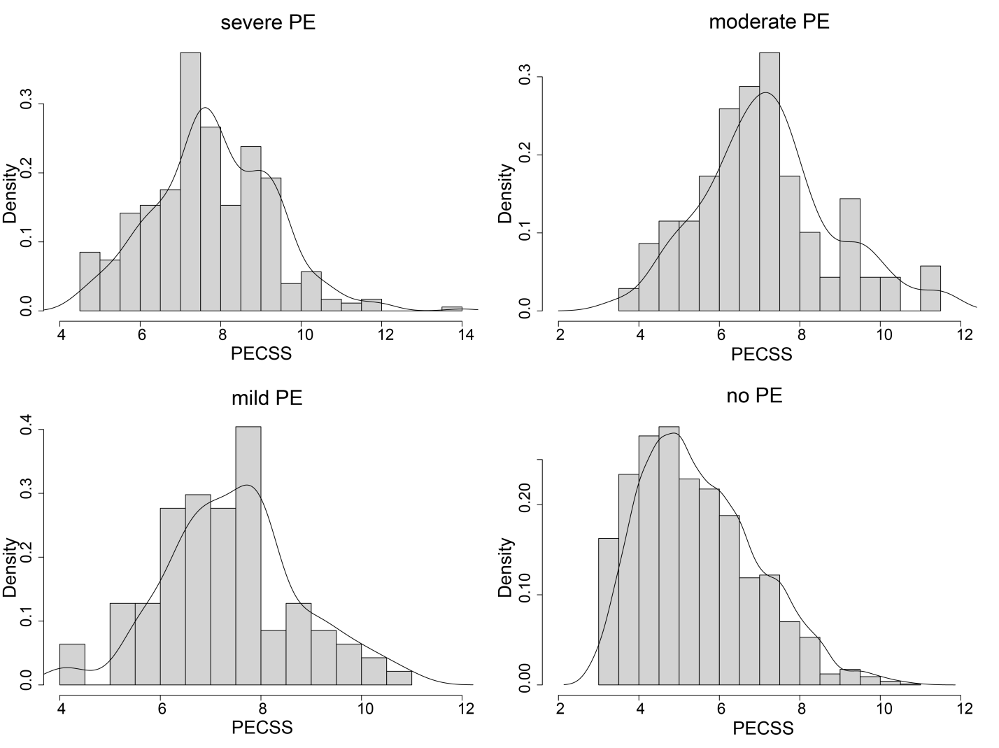 severe PE
Density
0.0 0.1 0.2 0.3
4 6 8 10 12 14
PECSS
moderate PE
Density
0.0 0.1 0.2 0.3
2 4 6 8 10 12
PECSS
mild PE
Density
0.0 0.1 0.2 0.3 0.4
4 6 8 10 12
PECSS
no PE
Density
0.00 0.10 0.20
2 4 6 8 10 12
PECSS